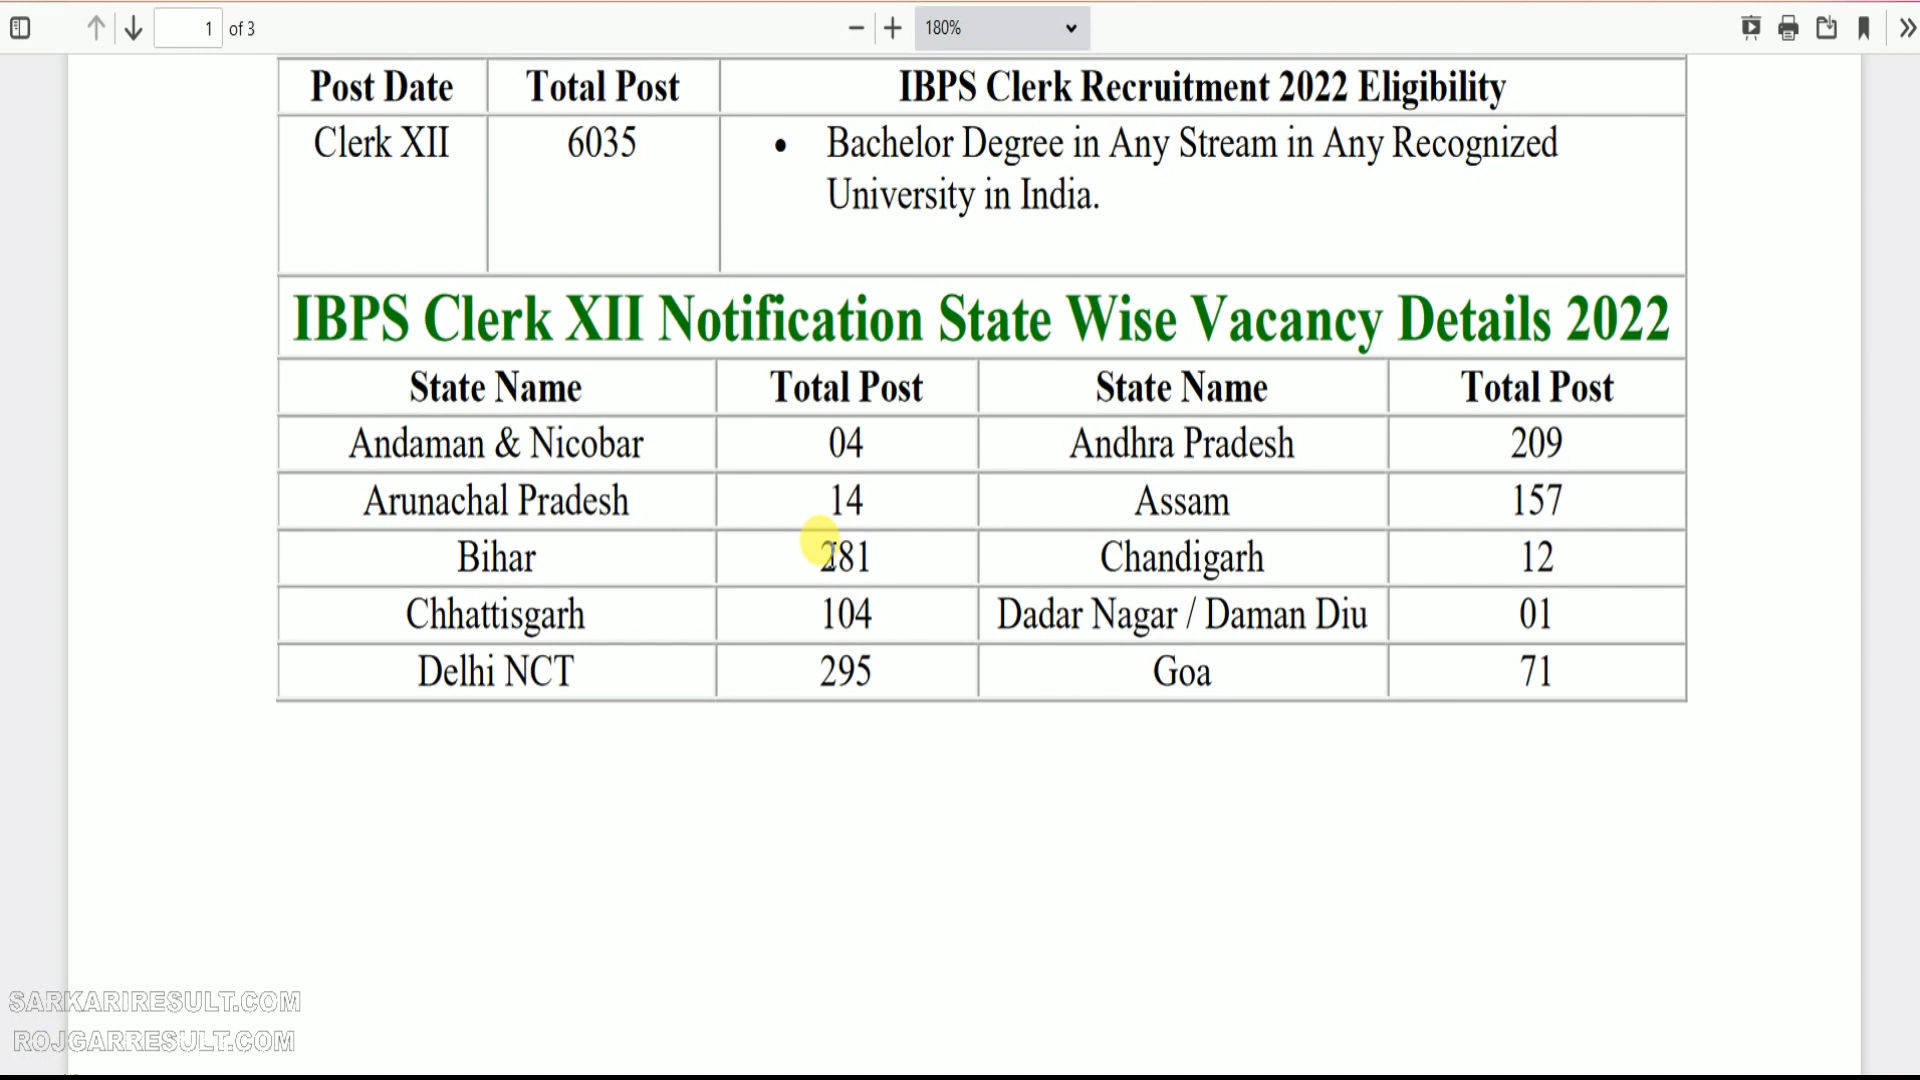 1 of 3 180%
Post Date Total Post IBPS Clerk Recruitment 2022 Eligibility
Clerk XII 6035 • Bachelor Degree in Any Stream in Any Recognized
University in India.
IBPS Clerk XII Notification State Wise Vacancy Details 2022
State Name Total Post State Name Total Post
Andaman & Nicobar 04 Andhra Pradesh 209
Arunachal Pradesh 14 Assam 157
Bihar 281 Chandigarh 12
Chhattisgarh 104 Dadar Nagar / Daman Diu 01
Delhi NCT 295 Goa 71
SARKARIRESULT.COM
ROJGARRESULT.COM